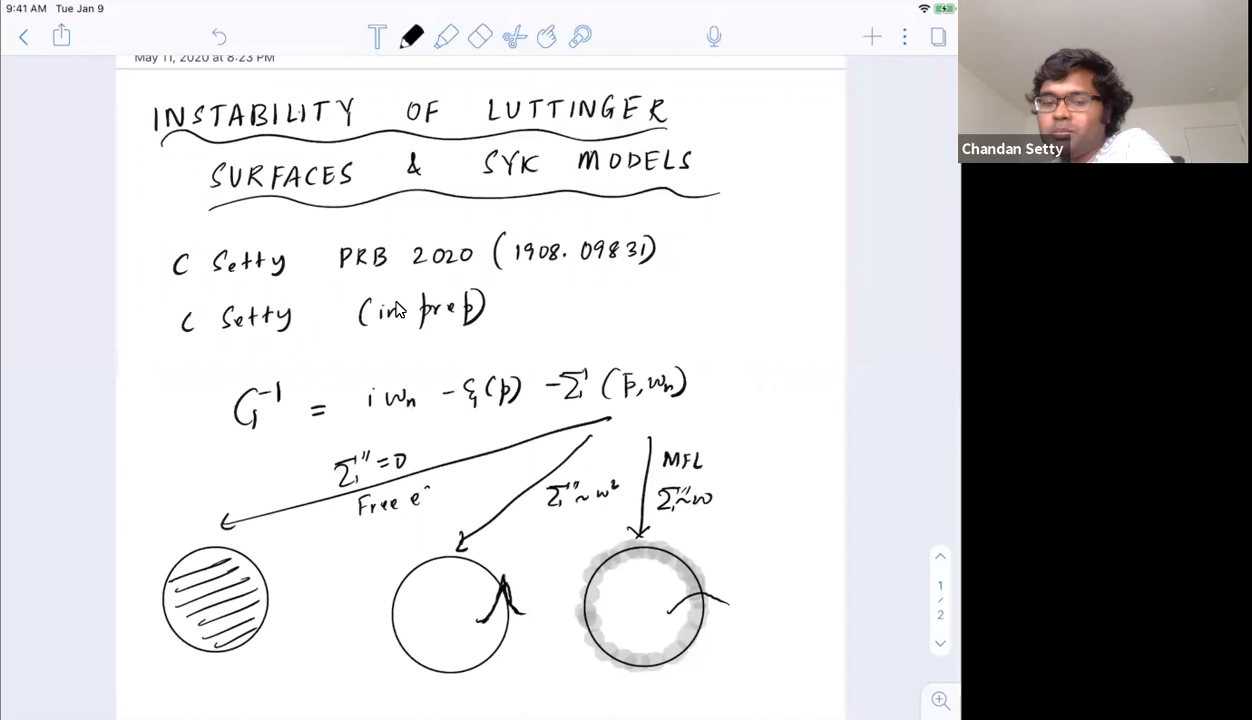 9:41 AM Tue Jan 9
May 11, 2020 at 8:23 PM
INSTABILITY OF LUTTINGER
SURFACES & SYK MODELS
C Setty PRB 2020 (1908.09831)
C Setty (in prep)
G⁻¹ = iωₙ - ξ(p) - Σ(p̄, ωₙ)
Σ'' = 0
Free e⁻
Σ'' ~ ω²
MFL
Σ'' ~ ω
Chandan Setty
1
/
2